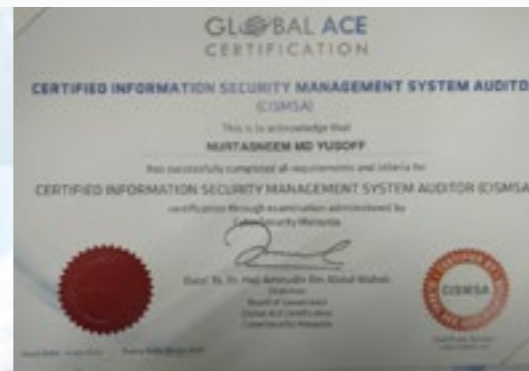 GLOBAL ACE
CERTIFICATION
CERTIFIED INFORMATION SECURITY MANAGEMENT SYSTEM AUDITO
(CISMSA)
This is to acknowledge that
NURTASNEEM MD YUSOFF
has successfully completed all requirements and criteria for
CERTIFIED INFORMATION SECURITY MANAGEMENT SYSTEM AUDITOR (CISMSA
certification through examination administered by
CyberSecurity Malaysia
Chairman
Board of Governance
Global ACE Certification
CyberSecurity Malaysia
CISMSA